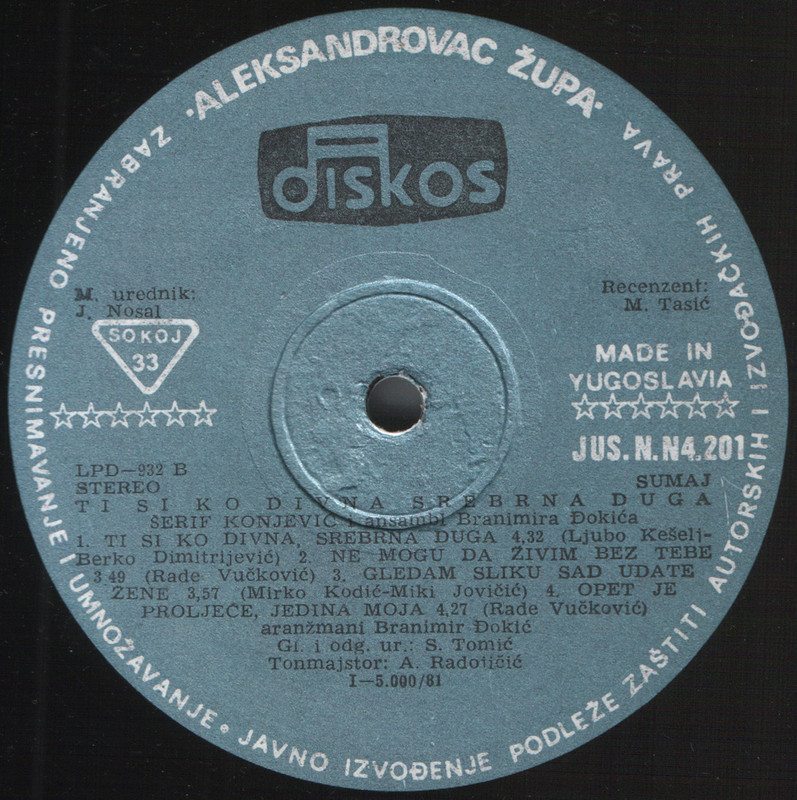 ·ALEKSANDROVAC ŽUPA·
diskos
M. urednik:
J. Nosal
Recenzent:
M. Tasić
SOKOJ
33
MADE IN
YUGOSLAVIA
JUS.N.N4.201
LPD—932 B
STEREO
SUMAJ
TI SI KO DIVNA SREBRNA DUGA
ŠERIF KONJEVIĆ i ansambl Branimira Đokića
1. TI SI KO DIVNA, SREBRNA DUGA 4,32 (Ljubo Kešelj-
Berko Dimitrijević) 2. NE MOGU DA ŽIVIM BEZ TEBE
3 49 (Rade Vučković) 3. GLEDAM SLIKU SAD UDATE
ŽENE 3,57 (Mirko Kodić-Miki Jovičić) 4. OPET JE
PROLJEĆE, JEDINA MOJA 4,27 (Rade Vučković)
aranžmani Branimir Đokić
Gl. i odg. ur.: S. Tomić
Tonmajstor: A. Radojičić
I—5.000/81
ZABRANJENO PRESNIMAVANJE I UMNOŽAVANJE • JAVNO IZVOĐENJE PODLEŽE ZAŠTITI AUTORSKIH I IZVOĐAČKIH PRAVA